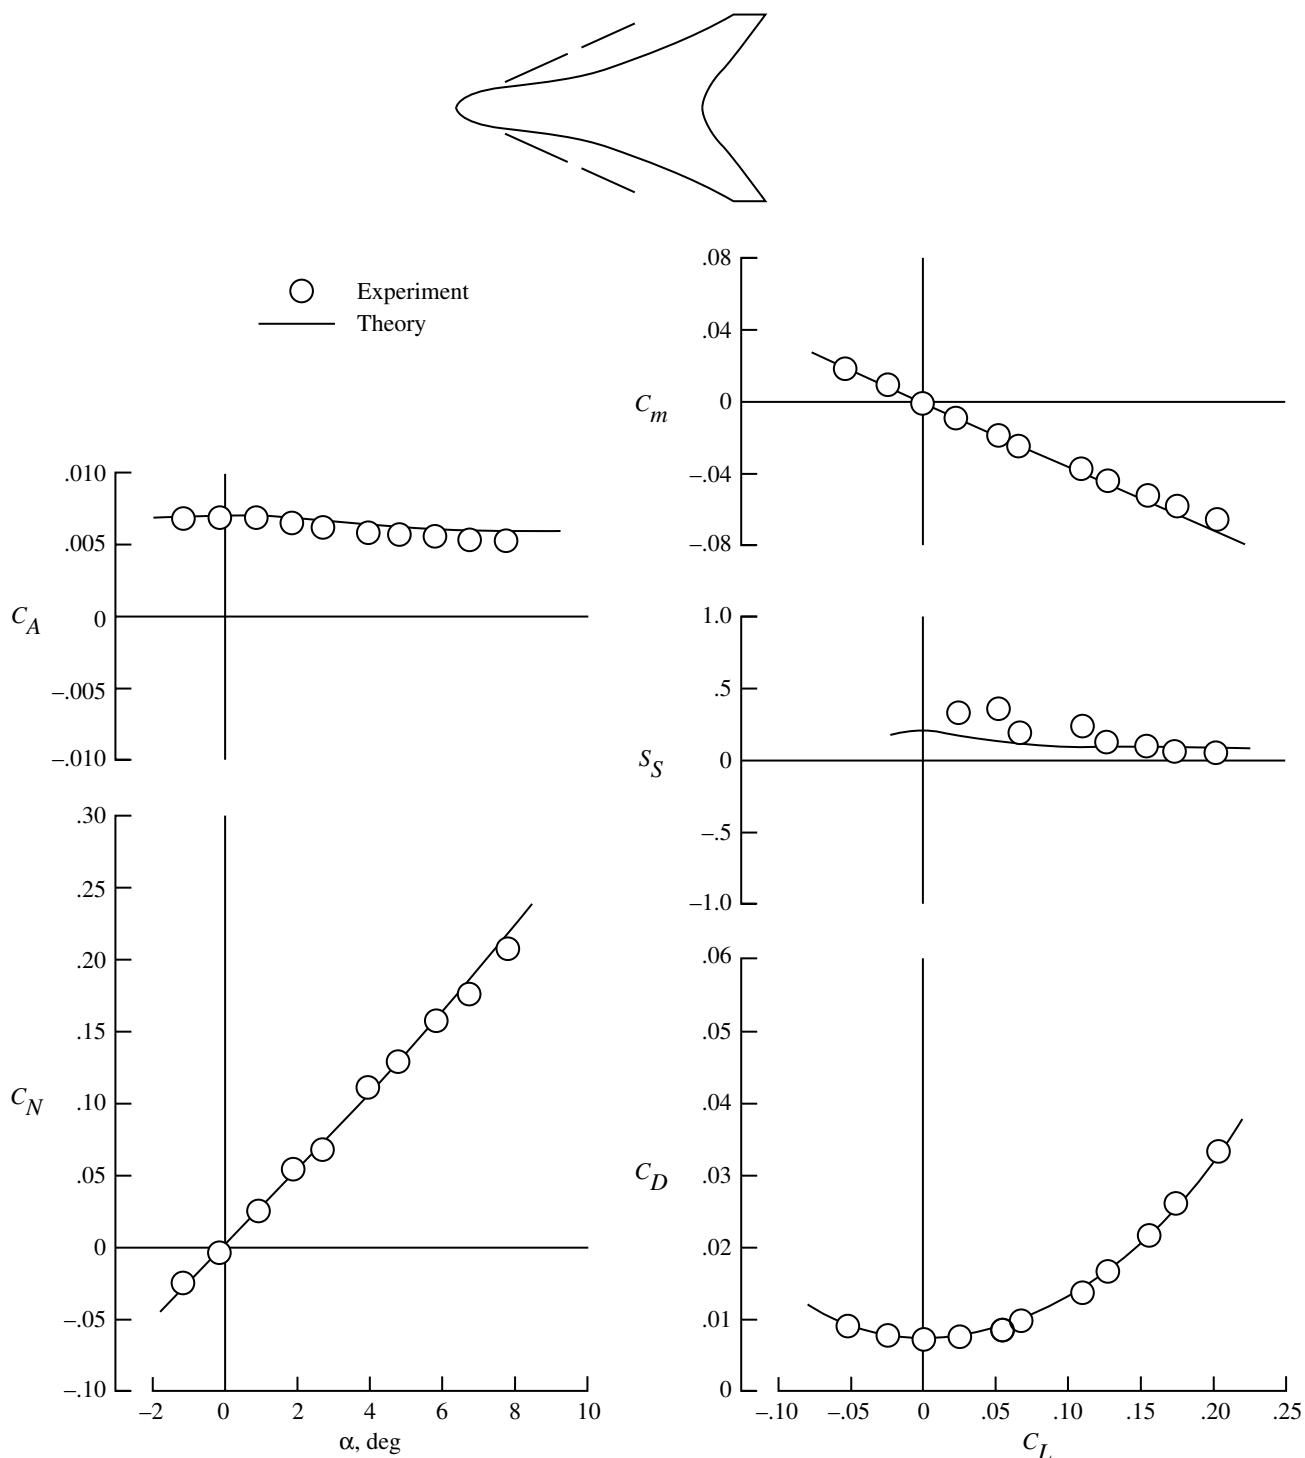 Experiment
Theory
.010
.005
0
–.005
–.010
C_A
.30
.25
.20
.15
.10
.05
0
–.05
–.10
C_N
–2 0 2 4 6 8 10
α, deg
.08
.04
0
–.04
–.08
C_m
1.0
.5
0
–.5
–1.0
S_S
.06
.05
.04
.03
.02
.01
0
C_D
–.10 –.05 0 .05 .10 .15 .20 .25
C_L